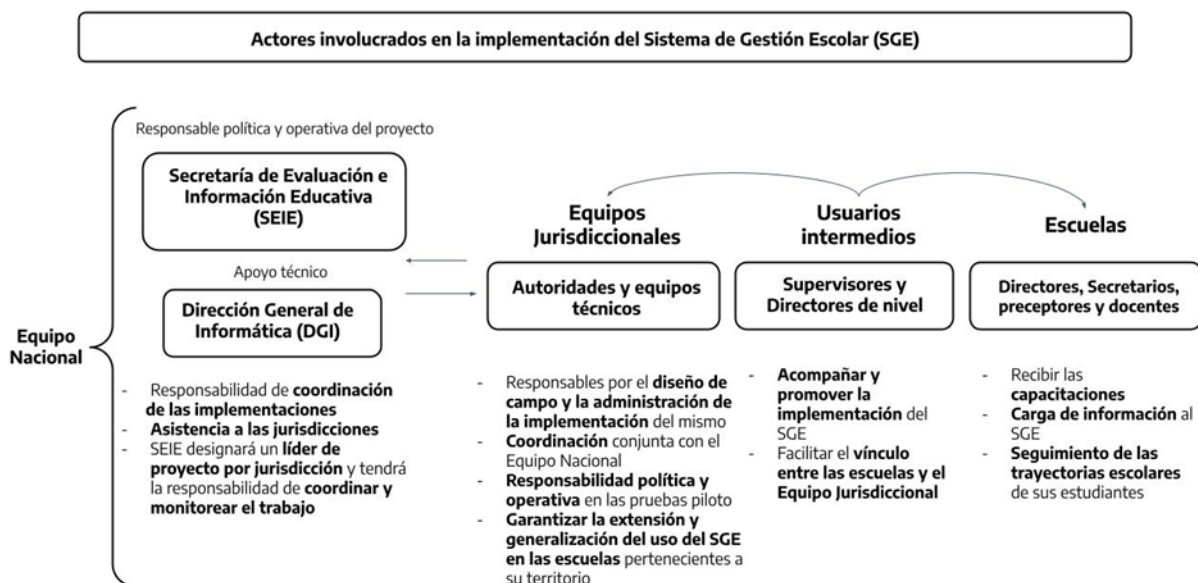 Actores involucrados en la implementación del Sistema de Gestión Escolar (SGE)
Equipo
Nacional
Responsable política y operativa del proyecto
Secretaría de Evaluación e
Información Educativa
(SEIE)
Apoyo técnico
Dirección General de
Informática (DGI)
- Responsabilidad de coordinación
de las implementaciones
- Asistencia a las jurisdicciones
- SEIE designará un líder de
proyecto por jurisdicción y tendrá
la responsabilidad de coordinar y
monitorear el trabajo
Equipos
Jurisdiccionales
Autoridades y equipos
técnicos
- Responsables por el diseño de
campo y la administración de
la implementación del mismo
- Coordinación conjunta con el
Equipo Nacional
- Responsabilidad política y
operativa en las pruebas piloto
- Garantizar la extensión y
generalización del uso del SGE
en las escuelas pertenecientes a
su territorio
Usuarios
intermedios
Supervisores y
Directores de nivel
- Acompañar y
promover la
implementación del
SGE
- Facilitar el vínculo
entre las escuelas y el
Equipo Jurisdiccional
Escuelas
Directores, Secretarios,
preceptores y docentes
- Recibir las
capacitaciones
- Carga de información al
SGE
- Seguimiento de las
trayectorias escolares
de sus estudiantes